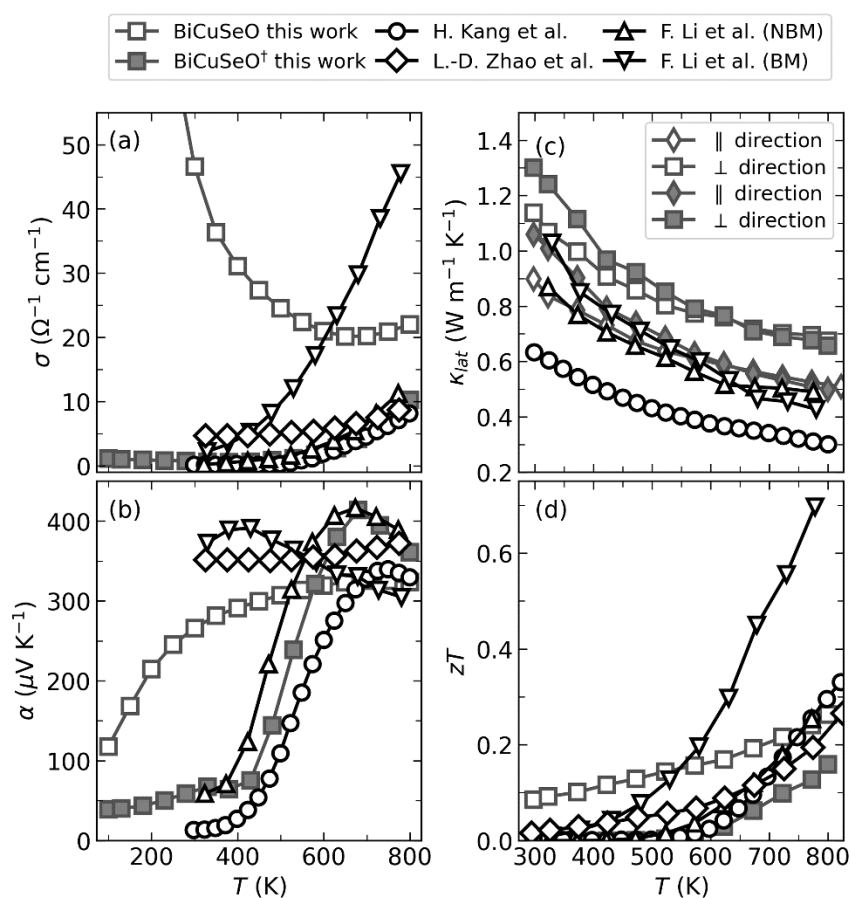 BiCuSeO this work H. Kang et al. F. Li et al. (NBM)
BiCuSeO† this work L.-D. Zhao et al. F. Li et al. (BM)
(a)
50
40
30
20
10
0
σ (Ω⁻¹ cm⁻¹)
(c)
∥ direction
⊥ direction
∥ direction
⊥ direction
1.4
1.2
1.0
0.8
0.6
0.4
0.2
κlat (W m⁻¹ K⁻¹)
(b)
400
300
200
100
0
α (μV K⁻¹)
200 400 600 800
T (K)
(d)
0.6
0.4
0.2
0.0
zT
300 400 500 600 700 800
T (K)